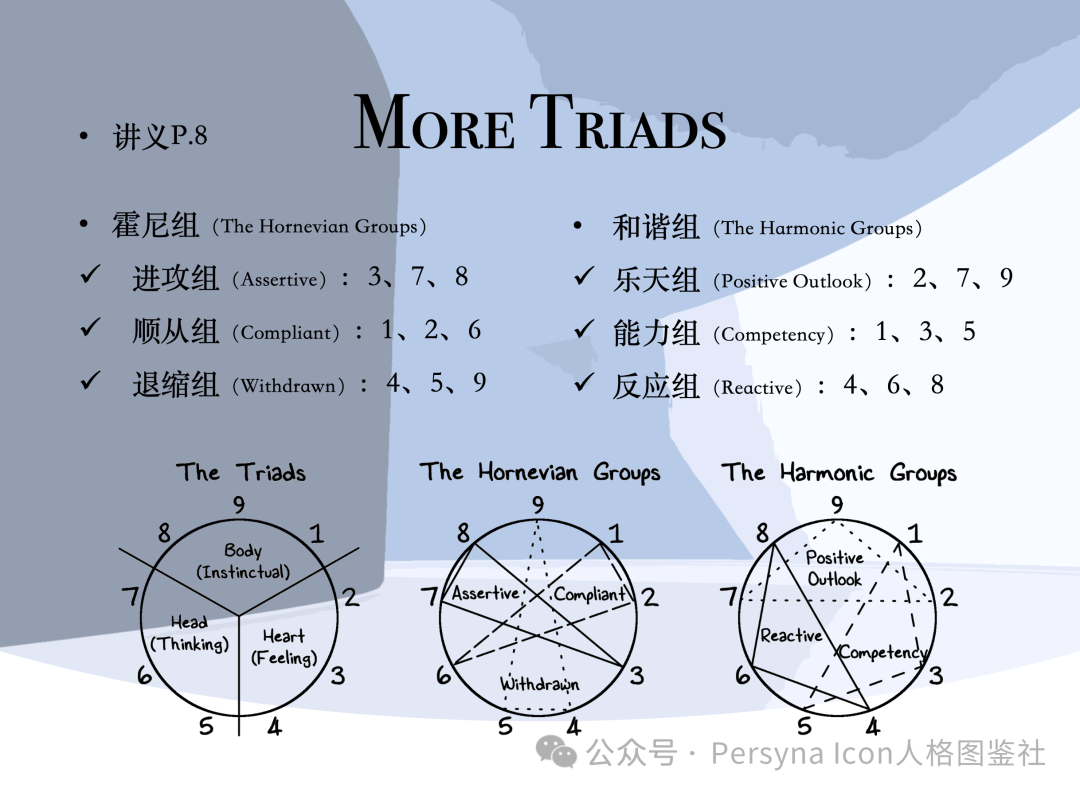 MORE TRIADS
• 讲义P.8
• 霍尼组（The Hornevian Groups）
✓ 进攻组（Assertive）：3、7、8
✓ 顺从组（Compliant）：1、2、6
✓ 退缩组（Withdrawn）：4、5、9
• 和谐组（The Harmonic Groups）
✓ 乐天组（Positive Outlook）：2、7、9
✓ 能力组（Competency）：1、3、5
✓ 反应组（Reactive）：4、6、8
The Triads
9
8
1
Body
(Instinctual)
7
2
Head
(Thinking)
Heart
(Feeling)
6
3
5
4
The Hornevian Groups
9
8
1
7
Assertive
Compliant
2
6
3
Withdrawn
5
4
The Harmonic Groups
9
8
1
Positive
Outlook
7
2
Reactive
Competency
6
3
5
4
公众号 · Persyna Icon人格图鉴社